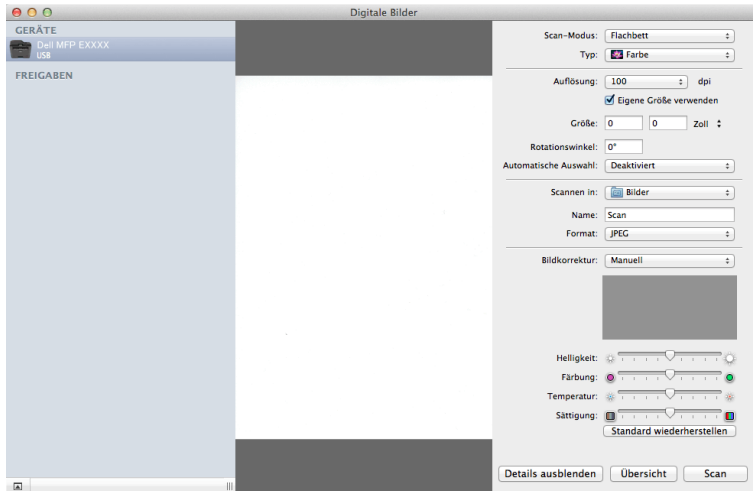 Digitale Bilder
GERÄTE
Dell MFP EXXXX
USB
FREIGABEN
Scan-Modus: Flachbett
Typ: Farbe
Auflösung: 100 dpi
Eigene Größe verwenden
Größe: 0 0 Zoll
Rotationswinkel: 0°
Automatische Auswahl: Deaktiviert
Scannen in: Bilder
Name: Scan
Format: JPEG
Bildkorrektur: Manuell
Helligkeit:
Färbung:
Temperatur:
Sättigung:
Standard wiederherstellen
Details ausblenden Übersicht Scan